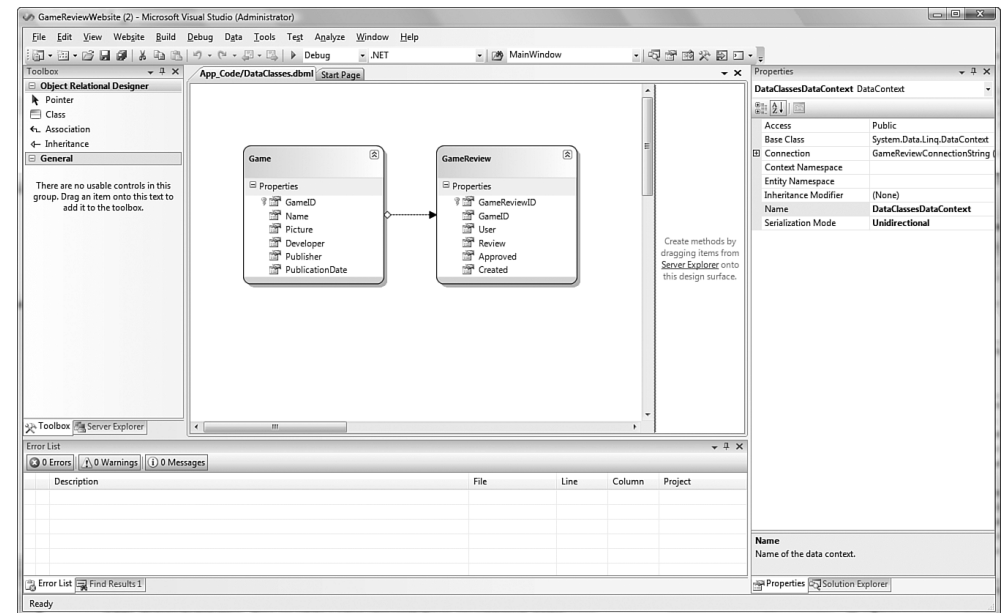 GameReviewWebsite (2) - Microsoft Visual Studio (Administrator)
File Edit View Website Build Debug Data Tools Test Analyze Window Help
Debug .NET MainWindow
Toolbox
Object Relational Designer
Pointer
Class
Association
Inheritance
General
There are no usable controls in this
group. Drag an item onto this text to
add it to the toolbox.
Toolbox Server Explorer
App_Code/DataClasses.dbml Start Page
Game
Properties
GameID
Name
Picture
Developer
Publisher
PublicationDate
GameReview
Properties
GameReviewID
GameID
User
Review
Approved
Created
Create methods by
dragging items from
Server Explorer onto
this design surface.
Properties
DataClassesDataContext DataContext
Access Public
Base Class System.Data.Linq.DataContext
Connection GameReviewConnectionString (
Context Namespace
Entity Namespace
Inheritance Modifier (None)
Name DataClassesDataContext
Serialization Mode Unidirectional
Name
Name of the data context.
Properties Solution Explorer
Error List
0 Errors 0 Warnings 0 Messages
Description File Line Column Project
Error List Find Results 1
Ready